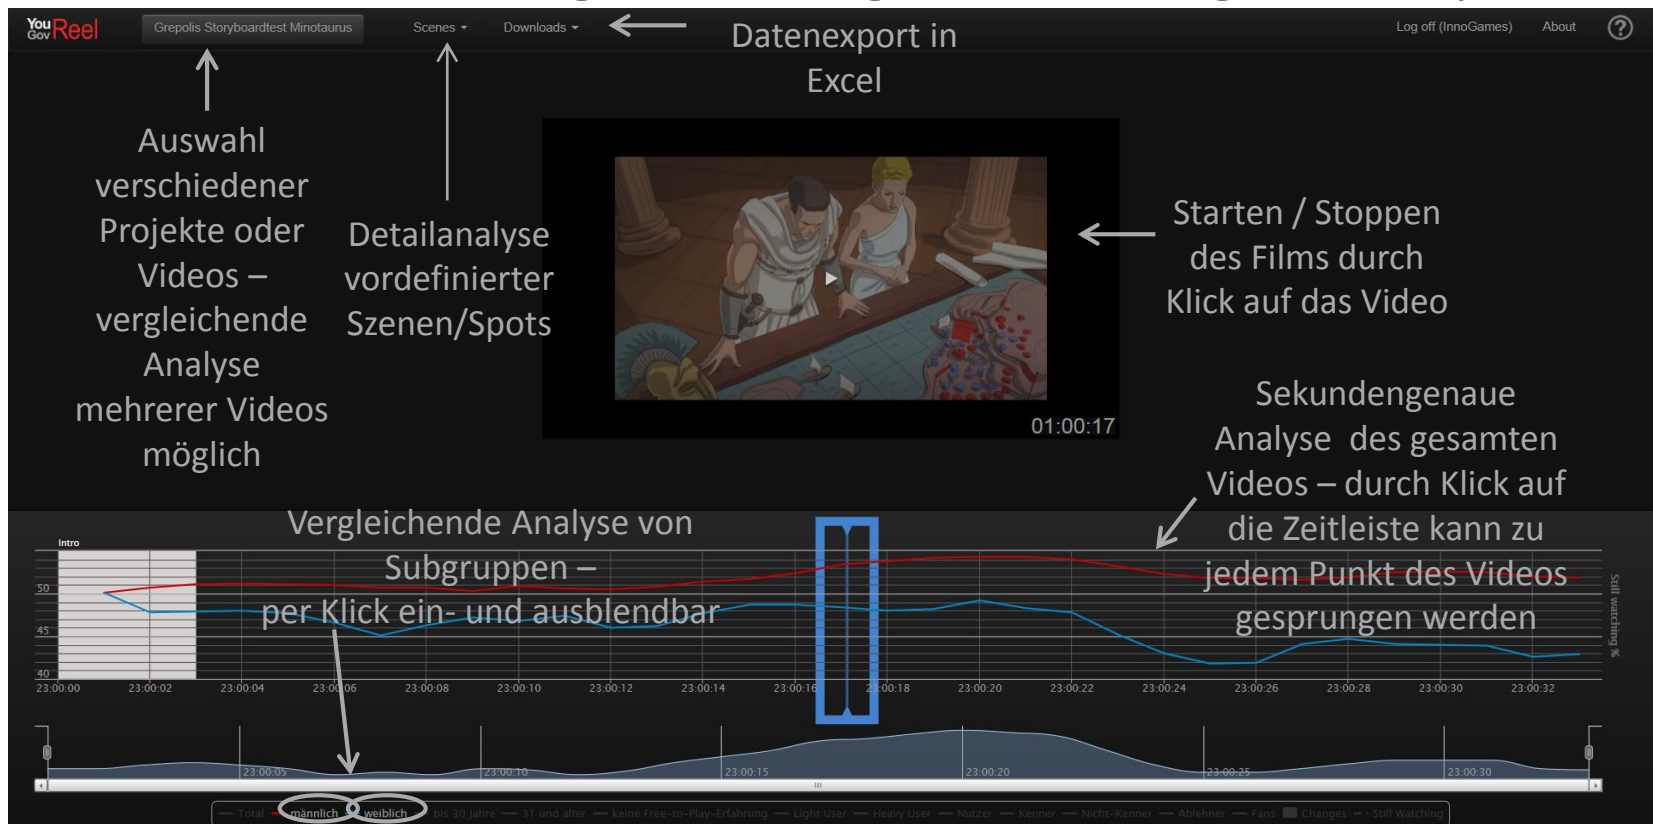 You
Gov Reel
Grepolis Storyboardtest Minotaurus
Scenes
Downloads
Datenexport in
Excel
Log off (InnoGames)
About
?
Auswahl
verschiedener
Projekte oder
Videos –
vergleichende
Analyse
mehrerer Videos
möglich
Detailanalyse
vordefinierter
Szenen/Spots
Starten / Stoppen
des Films durch
Klick auf das Video
01:00:17
Sekundengenaue
Analyse des gesamten
Videos – durch Klick auf
die Zeitleiste kann zu
jedem Punkt des Videos
gesprungen werden
Vergleichende Analyse von
Subgruppen –
per Klick ein- und ausblendbar
Intro
50
45
40
Still watching %
23:00:00 23:00:02 23:00:04 23:00:06 23:00:08 23:00:10 23:00:12 23:00:14 23:00:16 23:00:18 23:00:20 23:00:22 23:00:24 23:00:26 23:00:28 23:00:30 23:00:32
23:00:05 23:00:10 23:00:15 23:00:20 23:00:25 23:00:30
Total männlich weiblich bis 30 Jahre 31 und älter keine Free-to-Play-Erfahrung Light User Heavy User Nutzer Kenner Nicht-Kenner Ablehner Fans Changes Still Watching